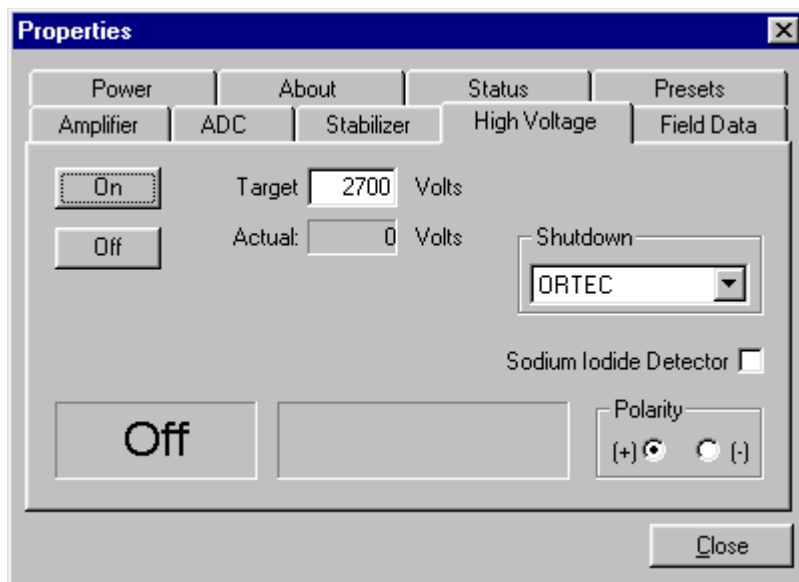 Properties
Power About Status Presets
Amplifier ADC Stabilizer High Voltage Field Data
On Target 2700 Volts
Off Actual: 0 Volts
Shutdown
ORTEC
Sodium Iodide Detector
Off
Polarity
(+) (-)
Close